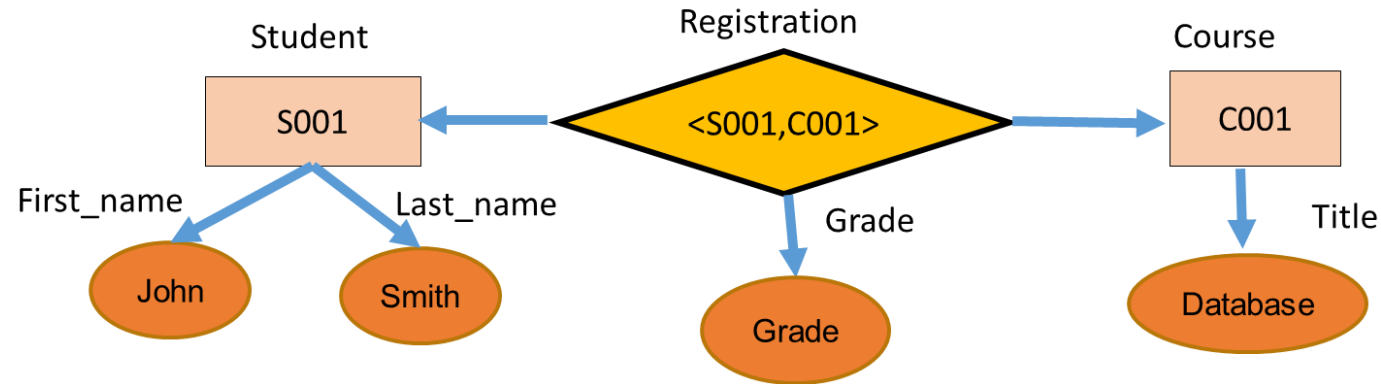 Student
Registration
Course
S001
<S001,C001>
C001
First_name
Last_name
Grade
Title
John
Smith
Grade
Database